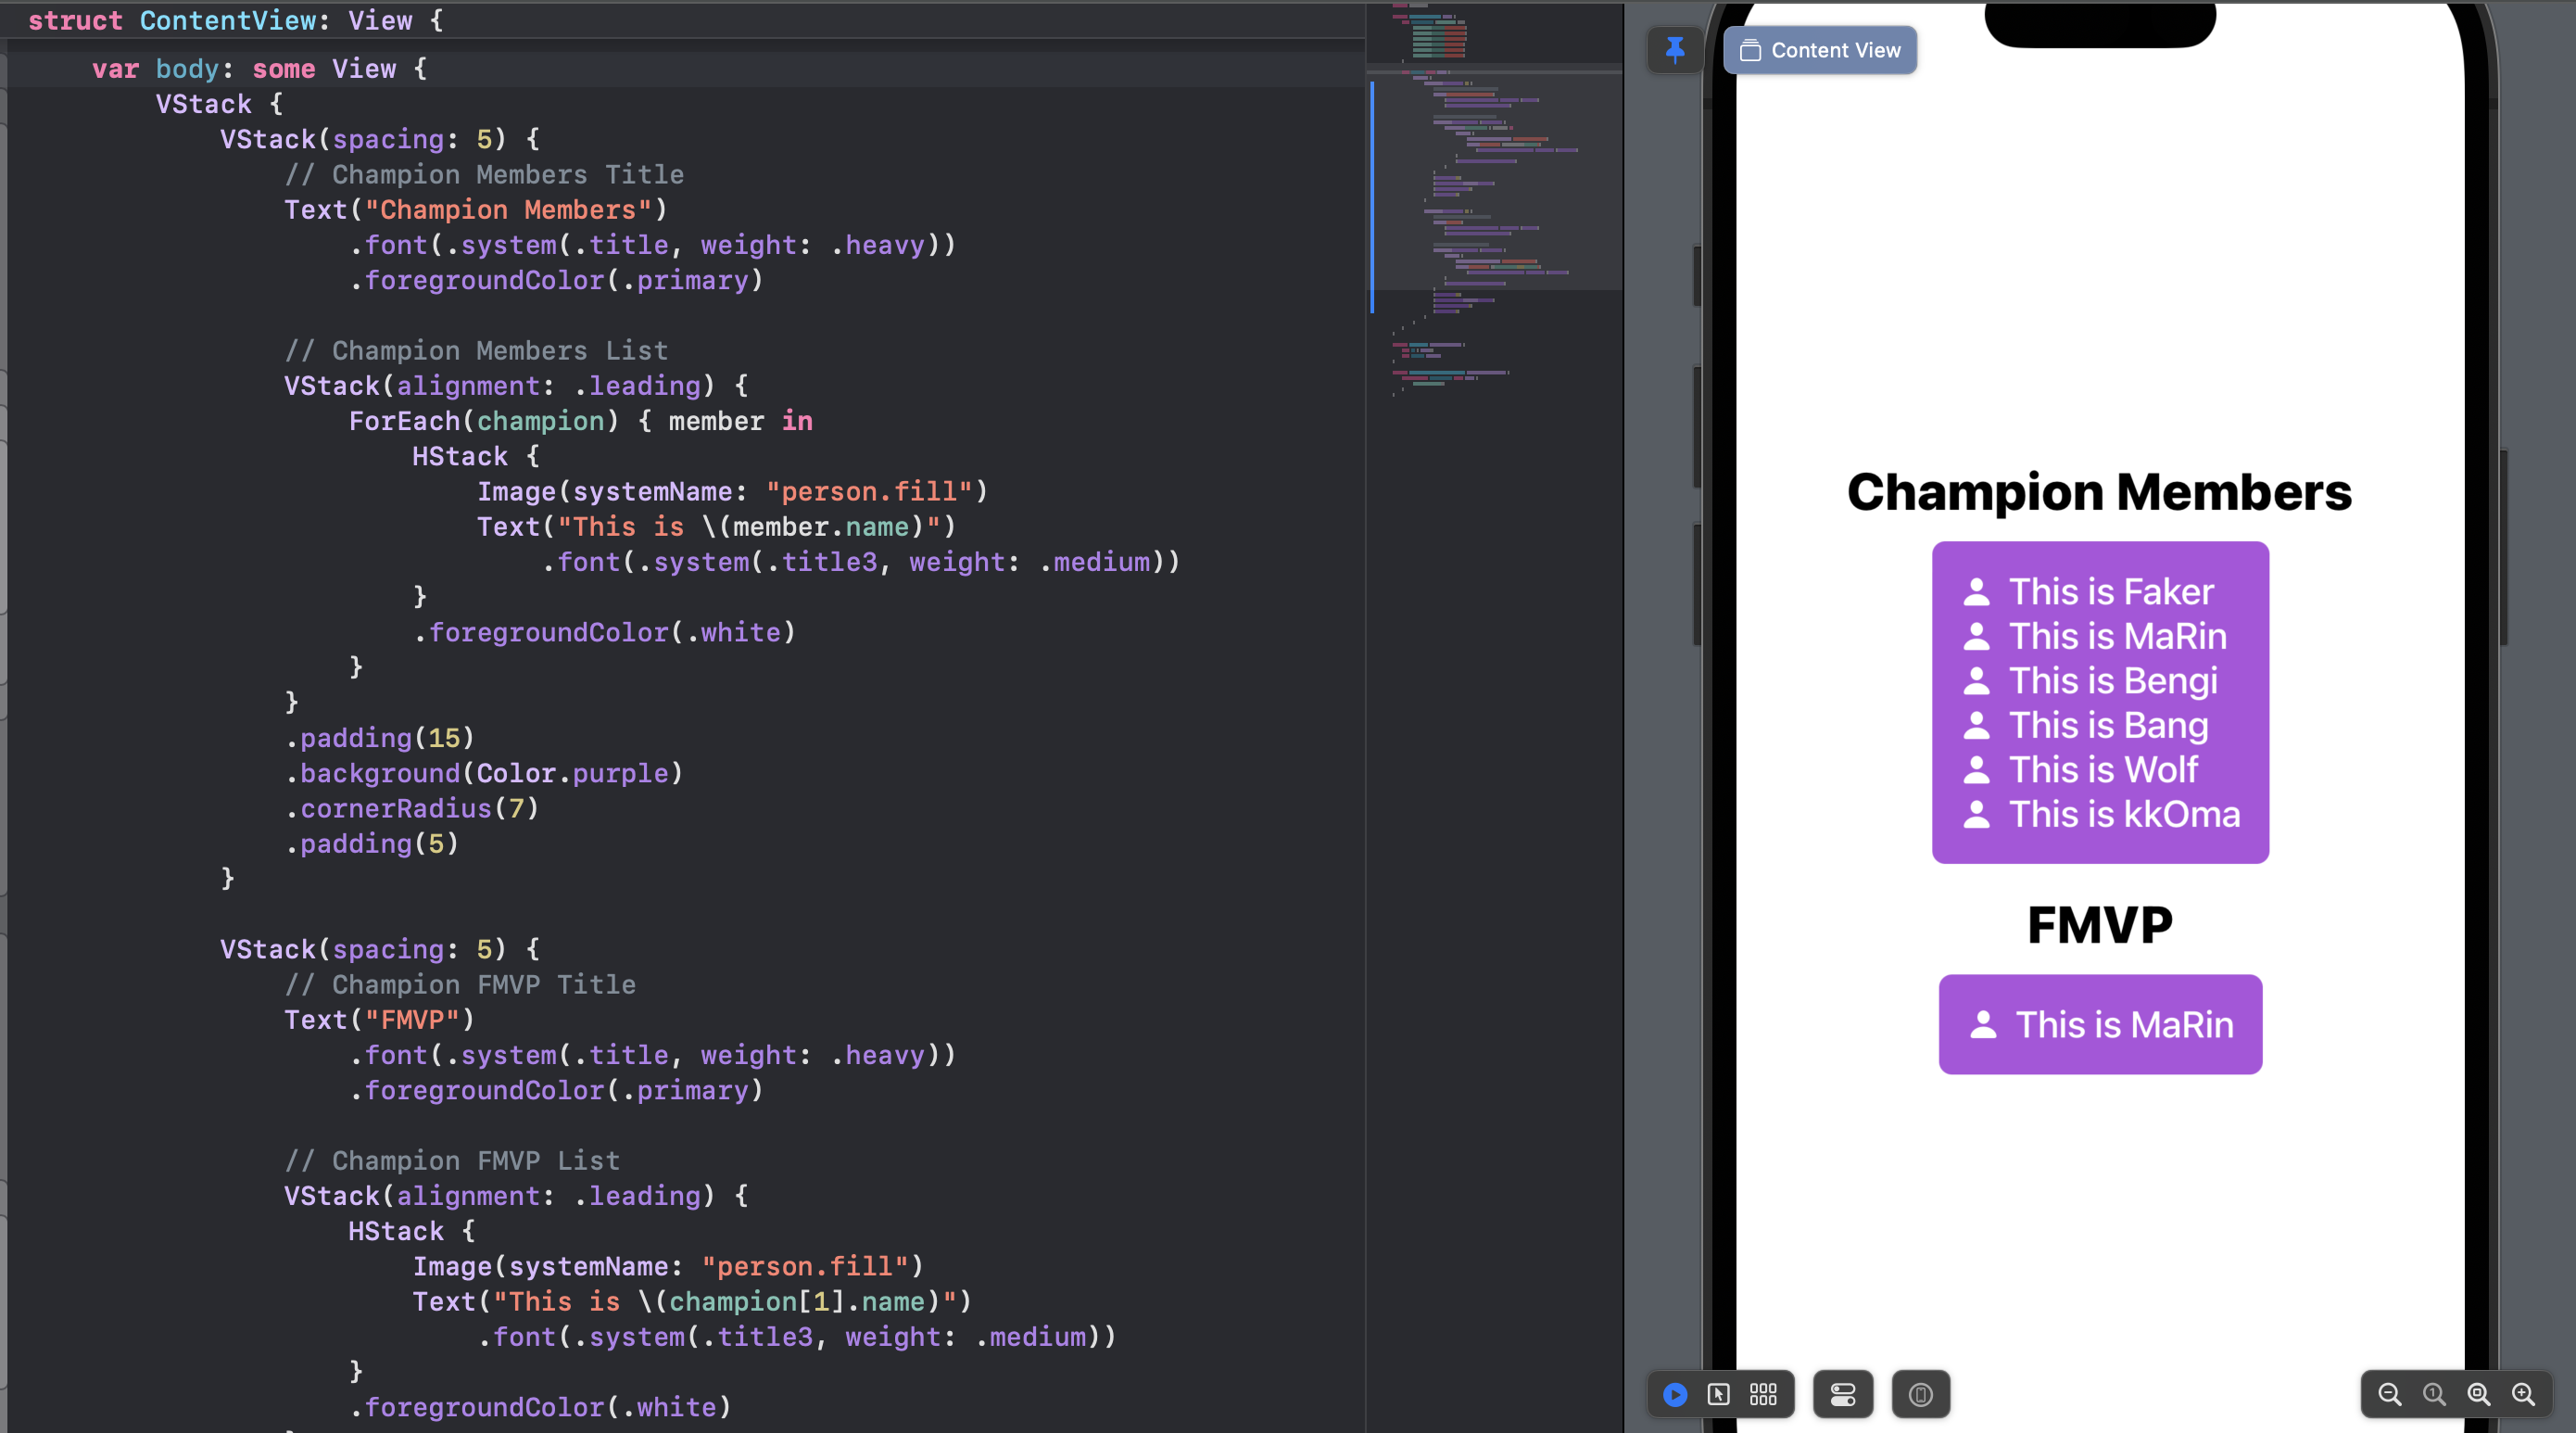 struct ContentView: View {
var body: some View {
VStack {
VStack(spacing: 5) {
// Champion Members Title
Text("Champion Members")
.font(.system(.title, weight: .heavy))
.foregroundColor(.primary)
// Champion Members List
VStack(alignment: .leading) {
ForEach(champion) { member in
HStack {
Image(systemName: "person.fill")
Text("This is \(member.name)")
.font(.system(.title3, weight: .medium))
}
.foregroundColor(.white)
}
}
.padding(15)
.background(Color.purple)
.cornerRadius(7)
.padding(5)
}
VStack(spacing: 5) {
// Champion FMVP Title
Text("FMVP")
.font(.system(.title, weight: .heavy))
.foregroundColor(.primary)
// Champion FMVP List
VStack(alignment: .leading) {
HStack {
Image(systemName: "person.fill")
Text("This is \(champion[1].name)")
.font(.system(.title3, weight: .medium))
}
.foregroundColor(.white)
Content View
Champion Members
This is Faker
This is MaRin
This is Bengi
This is Bang
This is Wolf
This is kkOma
FMVP
This is MaRin